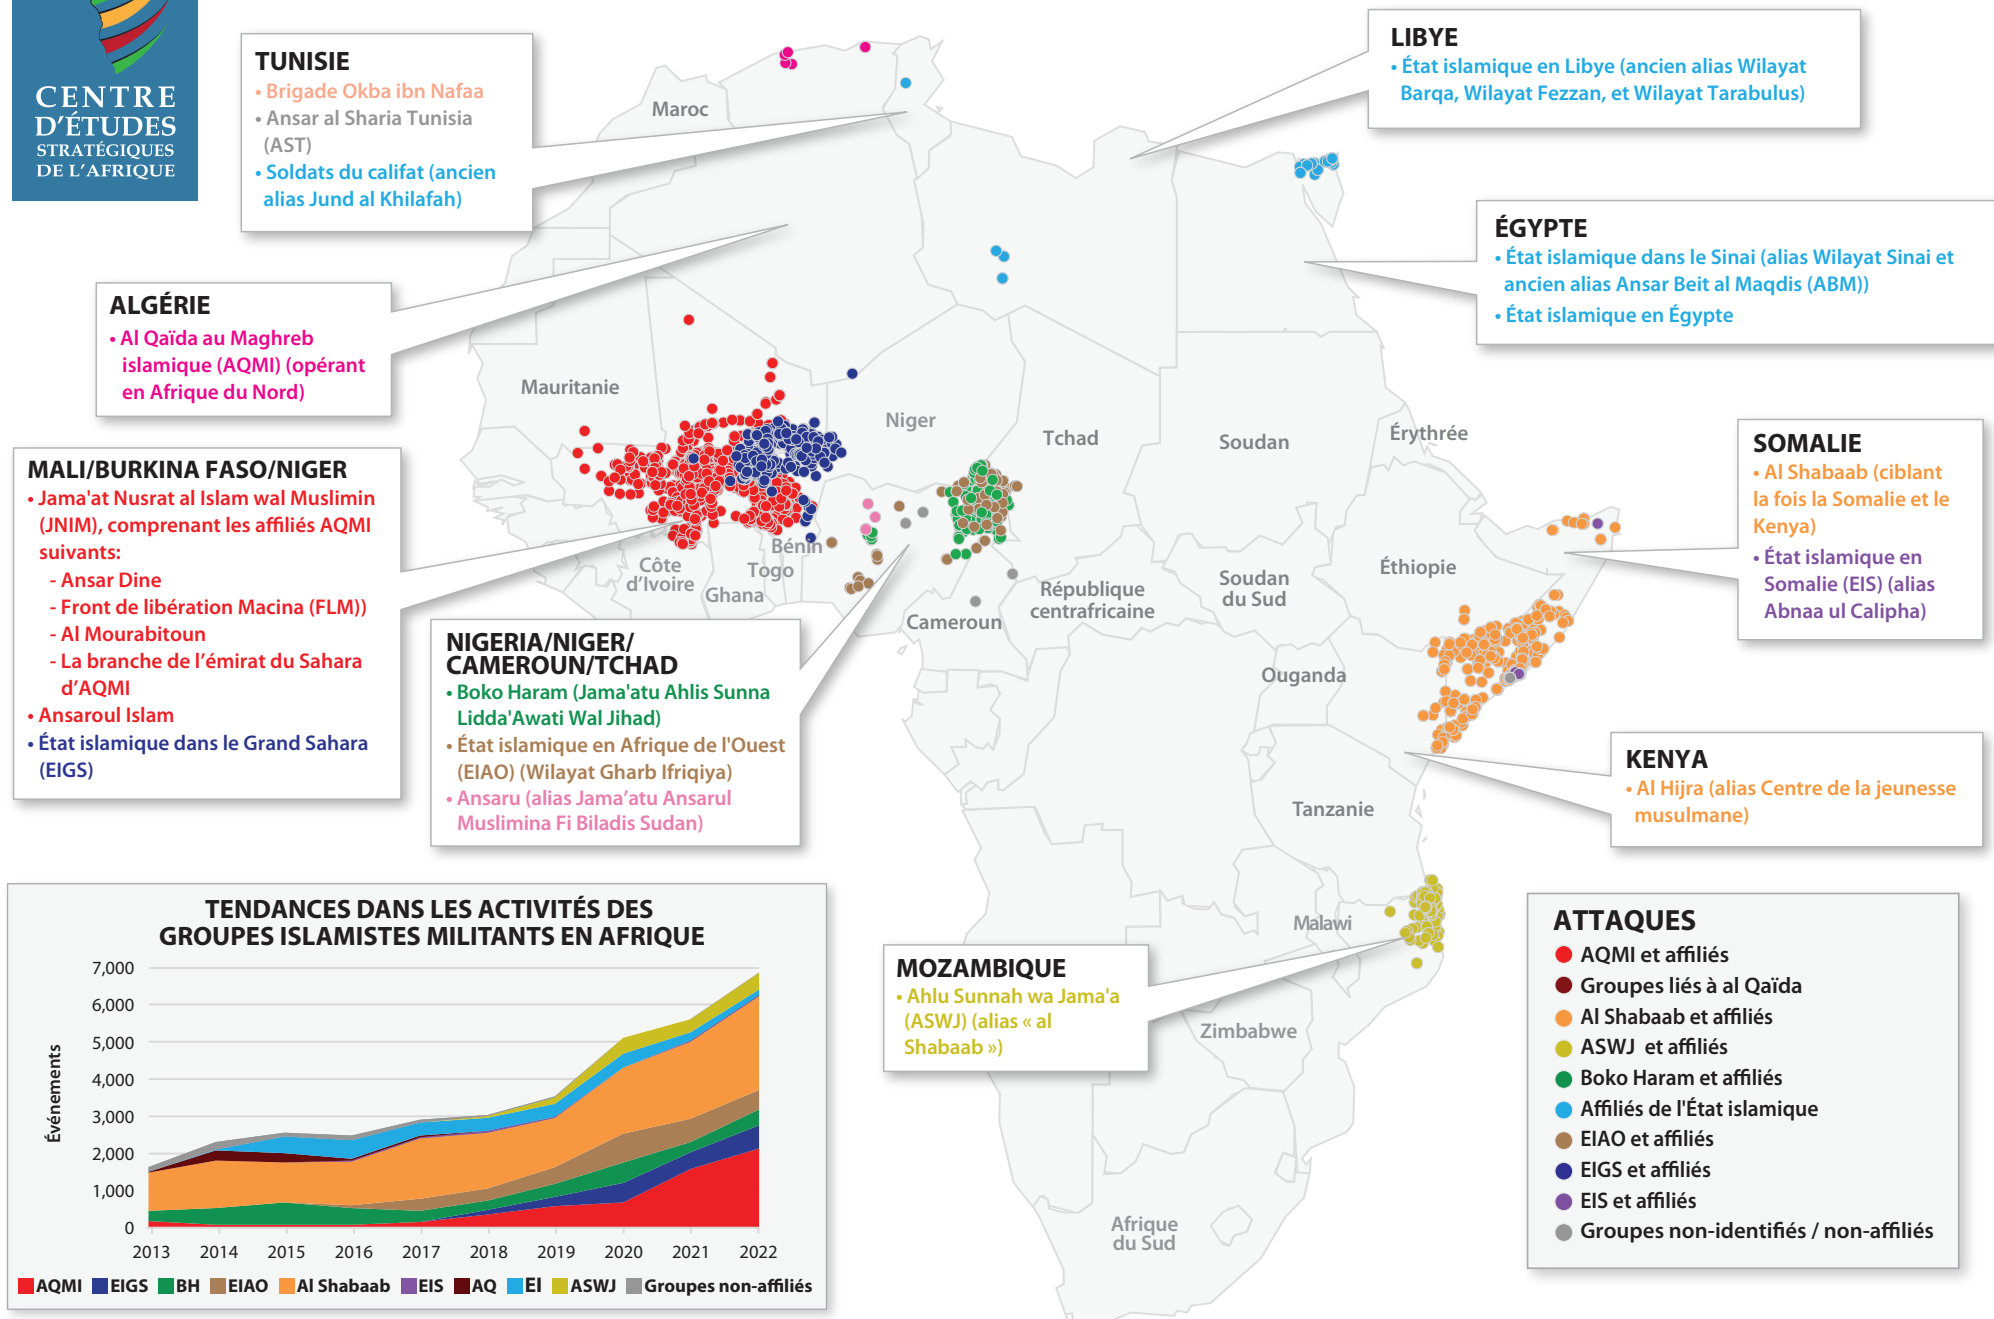 CENTRE
D'ÉTUDES
STRATÉGIQUES
DE L'AFRIQUE
TUNISIE
• Brigade Okba ibn Nafaa
• Ansar al Sharia Tunisia
(AST)
• Soldats du califat (ancien
alias Jund al Khilafah)
LIBYE
• État islamique en Libye (ancien alias Wilayat
Barqa, Wilayat Fezzan, et Wilayat Tarabulus)
ÉGYPTE
• État islamique dans le Sinai (alias Wilayat Sinai et
ancien alias Ansar Beit al Maqdis (ABM))
• État islamique en Égypte
ALGÉRIE
• Al Qaïda au Maghreb
islamique (AQMI) (opérant
en Afrique du Nord)
MALI/BURKINA FASO/NIGER
• Jama'at Nusrat al Islam wal Muslimin
(JNIM), comprenant les affiliés AQMI
suivants:
- Ansar Dine
- Front de libération Macina (FLM))
- Al Mourabitoun
- La branche de l'émirat du Sahara
d'AQMI
• Ansaroul Islam
• État islamique dans le Grand Sahara
(EIGS)
NIGERIA/NIGER/
CAMEROUN/TCHAD
• Boko Haram (Jama'atu Ahlis Sunna
Lidda'Awati Wal Jihad)
• État islamique en Afrique de l'Ouest
(EIAO) (Wilayat Gharb Ifriqiya)
• Ansaru (alias Jama'atu Ansarul
Muslimina Fi Biladis Sudan)
SOMALIE
• Al Shabaab (ciblant
la fois la Somalie et le
Kenya)
• État islamique en
Somalie (EIS) (alias
Abnaa ul Calipha)
KENYA
• Al Hijra (alias Centre de la jeunesse
musulmane)
MOZAMBIQUE
• Ahlu Sunnah wa Jama'a
(ASWJ) (alias « al
Shabaab »)
Maroc
Mauritanie
Niger
Tchad
Soudan
Érythrée
Bénin
Togo
Côte
d'Ivoire
Ghana
Cameroun
République
centrafricaine
Soudan
du Sud
Éthiopie
Ouganda
Tanzanie
Malawi
Zimbabwe
Afrique
du Sud
TENDANCES DANS LES ACTIVITÉS DES
GROUPES ISLAMISTES MILITANTS EN AFRIQUE
Événements
7,000
6,000
5,000
4,000
3,000
2,000
1,000
0
2013 2014 2015 2016 2017 2018 2019 2020 2021 2022
AQMI EIGS BH EIAO Al Shabaab EIS AQ EI ASWJ Groupes non-affiliés
ATTAQUES
AQMI et affiliés
Groupes liés à al Qaïda
Al Shabaab et affiliés
ASWJ et affiliés
Boko Haram et affiliés
Affiliés de l'État islamique
EIAO et affiliés
EIGS et affiliés
EIS et affiliés
Groupes non-identifiés / non-affiliés